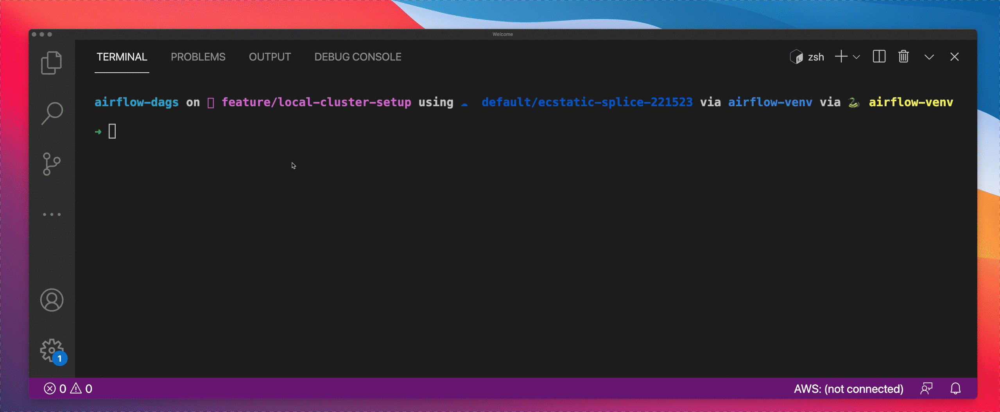 Welcome
TERMINAL PROBLEMS OUTPUT DEBUG CONSOLE zsh
airflow-dags on feature/local-cluster-setup using ☁ default/ecstatic-splice-221523 via airflow-venv via 🐍 airflow-venv
➜
1
0 0 AWS: (not connected)